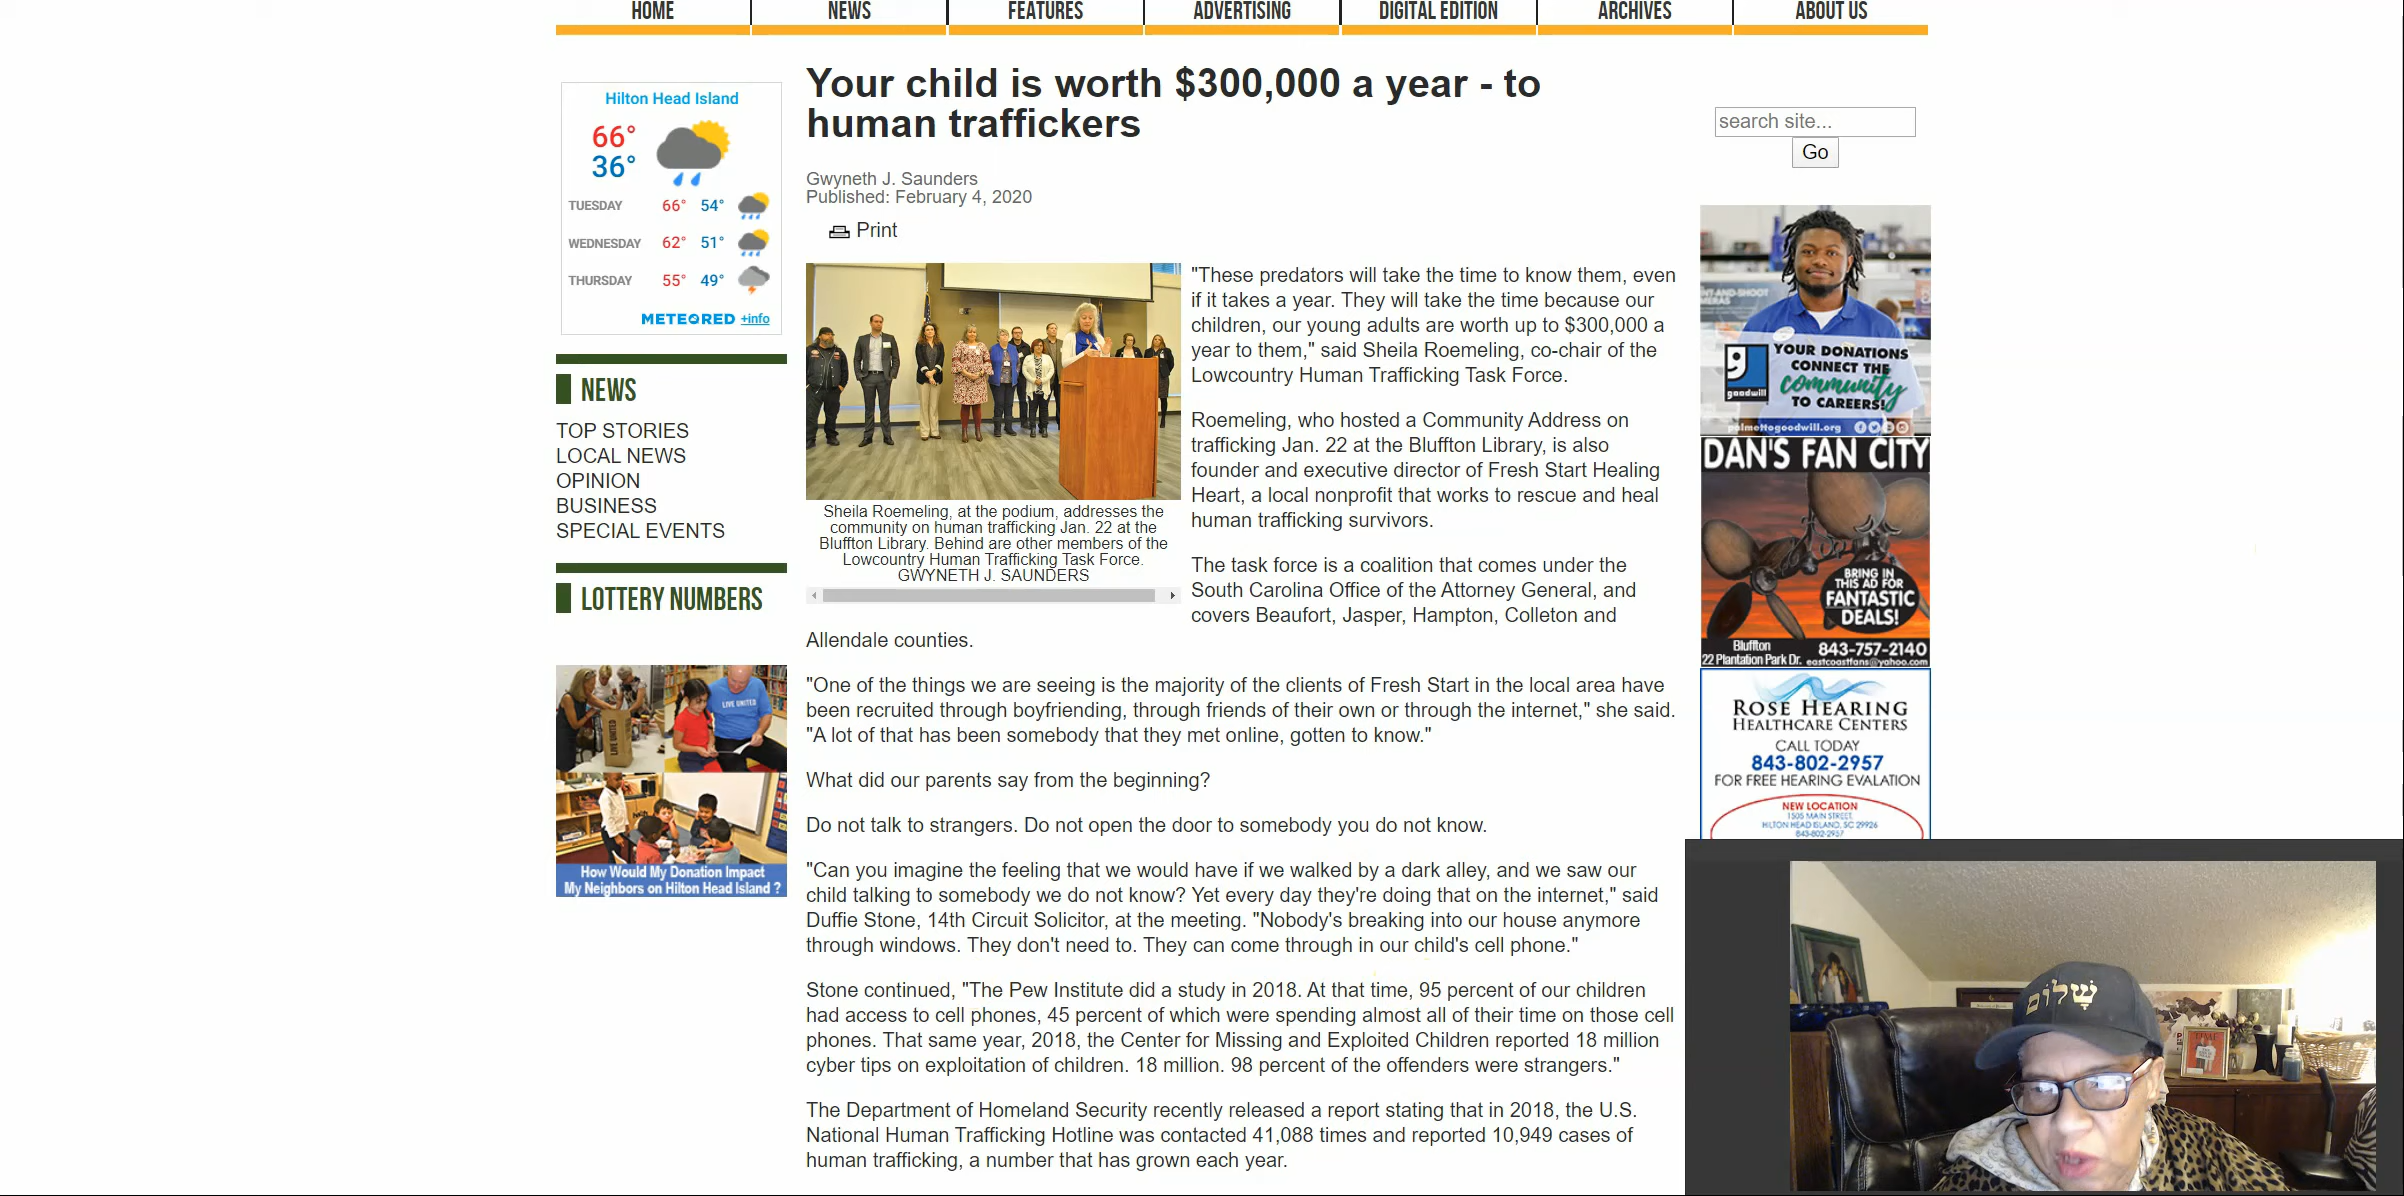 HOME
NEWS
FEATURES
ADVERTISING
DIGITAL EDITION
ARCHIVES
ABOUT US
Hilton Head Island
66°
36°
TUESDAY 66° 54°
WEDNESDAY 62° 51°
THURSDAY 55° 49°
METEORED +info
NEWS
TOP STORIES
LOCAL NEWS
OPINION
BUSINESS
SPECIAL EVENTS
LOTTERY NUMBERS
LIVE UNITED
LIVE UNITED
How Would My Donation Impact
My Neighbors on Hilton Head Island ?
Your child is worth $300,000 a year - to
human traffickers
Gwyneth J. Saunders
Published: February 4, 2020
Print
Sheila Roemeling, at the podium, addresses the
community on human trafficking Jan. 22 at the
Bluffton Library. Behind are other members of the
Lowcountry Human Trafficking Task Force.
GWYNETH J. SAUNDERS
"These predators will take the time to know them, even
if it takes a year. They will take the time because our
children, our young adults are worth up to $300,000 a
year to them," said Sheila Roemeling, co-chair of the
Lowcountry Human Trafficking Task Force.
Roemeling, who hosted a Community Address on
trafficking Jan. 22 at the Bluffton Library, is also
founder and executive director of Fresh Start Healing
Heart, a local nonprofit that works to rescue and heal
human trafficking survivors.
The task force is a coalition that comes under the
South Carolina Office of the Attorney General, and
covers Beaufort, Jasper, Hampton, Colleton and
Allendale counties.
"One of the things we are seeing is the majority of the clients of Fresh Start in the local area have
been recruited through boyfriending, through friends of their own or through the internet," she said.
"A lot of that has been somebody that they met online, gotten to know."
What did our parents say from the beginning?
Do not talk to strangers. Do not open the door to somebody you do not know.
"Can you imagine the feeling that we would have if we walked by a dark alley, and we saw our
child talking to somebody we do not know? Yet every day they're doing that on the internet," said
Duffie Stone, 14th Circuit Solicitor, at the meeting. "Nobody's breaking into our house anymore
through windows. They don't need to. They can come through in our child's cell phone."
Stone continued, "The Pew Institute did a study in 2018. At that time, 95 percent of our children
had access to cell phones, 45 percent of which were spending almost all of their time on those cell
phones. That same year, 2018, the Center for Missing and Exploited Children reported 18 million
cyber tips on exploitation of children. 18 million. 98 percent of the offenders were strangers."
The Department of Homeland Security recently released a report stating that in 2018, the U.S.
National Human Trafficking Hotline was contacted 41,088 times and reported 10,949 cases of
human trafficking, a number that has grown each year.
search site...
Go
YOUR DONATIONS
CONNECT THE
community
TO CAREERS!
goodwill
palmettogoodwill.org
DAN'S FAN CITY
BRING IN
THIS AD FOR
FANTASTIC
DEALS!
Bluffton 843-757-2140
22 Plantation Park Dr. eastcoastfans@yahoo.com
ROSE HEARING
HEALTHCARE CENTERS
CALL TODAY
843-802-2957
FOR FREE HEARING EVALATION
NEW LOCATION
1505 MAIN STREET,
HILTON HEAD ISLAND, SC 29926
843-802-2957
שָׁלוֹם
TIME